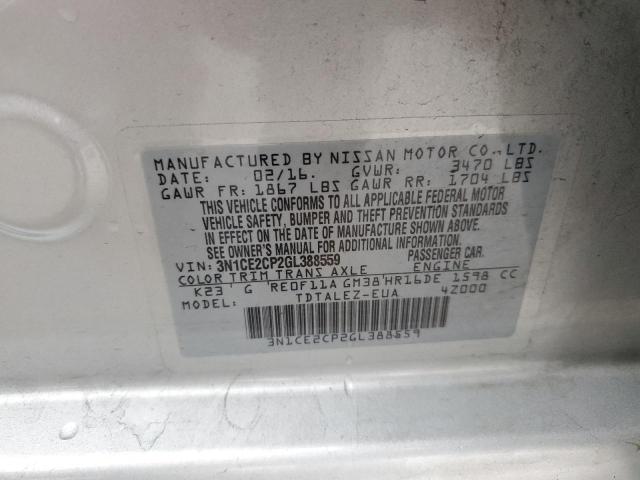 MANUFACTURED BY NISSAN MOTOR CO.,LTD.
DATE: 02/16. GVWR: 3470 LBS
GAWR FR: 1867 LBS GAWR RR: 1704 LBS
THIS VEHICLE CONFORMS TO ALL APPLICABLE FEDERAL MOTOR
VEHICLE SAFETY, BUMPER AND THEFT PREVENTION STANDARDS
IN EFFECT ON THE DATE OF MANUFACTURE SHOWN ABOVE.
SEE OWNER'S MANUAL FOR ADDITIONAL INFORMATION.
VIN: 3N1CE2CP2GL388559 PASSENGER CAR.
COLOR TRIM TRANS AXLE ENGINE
K23 G RE0F11A GM38 HR16DE 1598 CC
TDTALEZ-EUA 4Z000
3N1CE2CP2GL388559